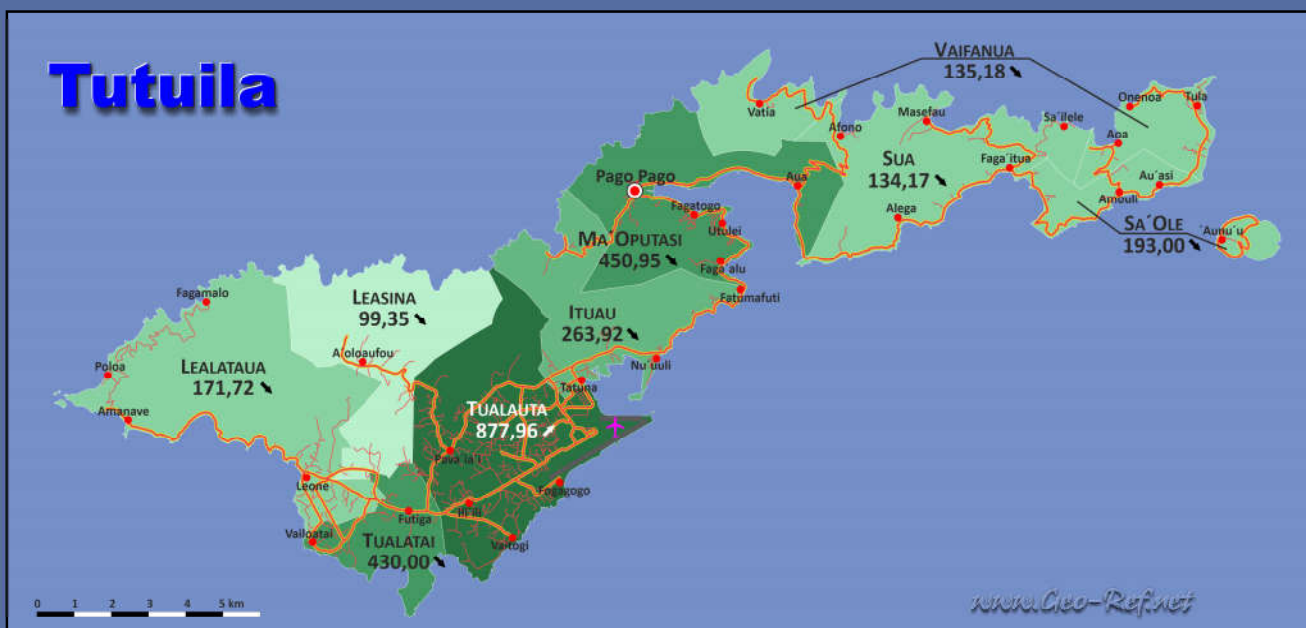 Tutuila
VAIFANUA
135,18
Onenoa
Tula
Vatia
Masefau
Sa´ilele
Afono
Aoa
SUA
134,17
Faga´itua
Pago Pago
Aua
Au´asi
Amouli
Fagatogo
Alega
Utulei
SA´OLE
193,00
´Aunu´u
MA´OPUTASI
450,95
Faga´alu
Fatumafuti
Fagamalo
LEASINA
99,35
ITUAU
263,92
A´oloaufou
Nu´uuli
Poloa
LEALATAUA
171,72
Tafuna
Amanave
TUALAUTA
877,96
Pava´ia´i
Leone
Fogagogo
Ili´ili
Futiga
Vailoatai
Vaitogi
TUALATAI
430,00
0 1 2 3 4 5 km
www.Geo-Ref.net